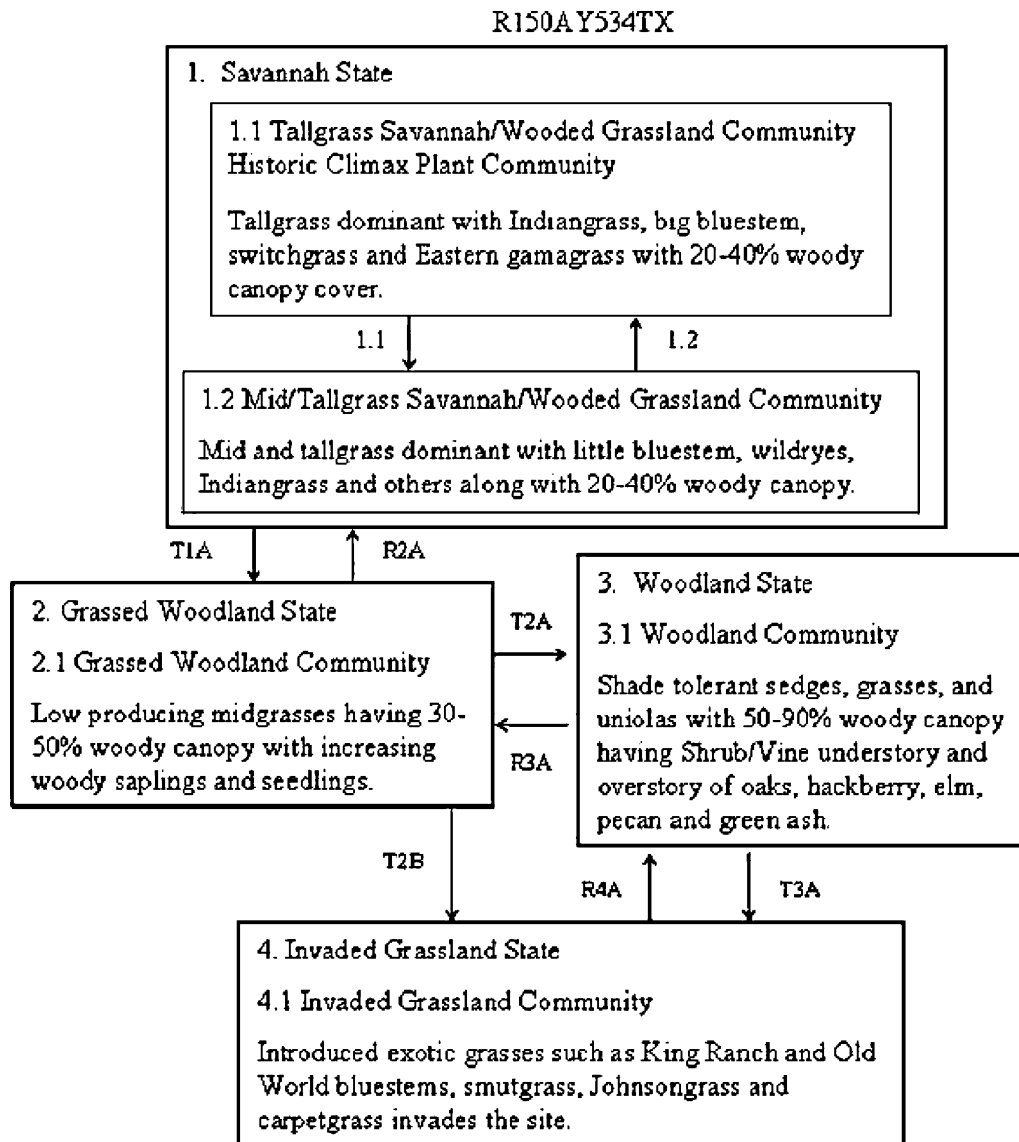 R150AY534TX
1. Savannah State
1.1 Tallgrass Savannah/Wooded Grassland Community
Historic Climax Plant Community
Tallgrass dominant with Indiangrass, big bluestem,
switchgrass and Eastern gamagrass with 20-40% woody
canopy cover.
1.1
1.2
1.2 Mid/Tallgrass Savannah/Wooded Grassland Community
Mid and tallgrass dominant with little bluestem, wildryes,
Indiangrass and others along with 20-40% woody canopy.
T1A
R2A
2. Grassed Woodland State
2.1 Grassed Woodland Community
Low producing midgrasses having 30-
50% woody canopy with increasing
woody saplings and seedlings.
T2A
R3A
3. Woodland State
3.1 Woodland Community
Shade tolerant sedges, grasses, and
uniolas with 50-90% woody canopy
having Shrub/Vine understory and
overstory of oaks, hackberry, elm,
pecan and green ash.
T2B
R4A
T3A
4. Invaded Grassland State
4.1 Invaded Grassland Community
Introduced exotic grasses such as King Ranch and Old
World bluestems, smutgrass, Johnsongrass and
carpetgrass invades the site.